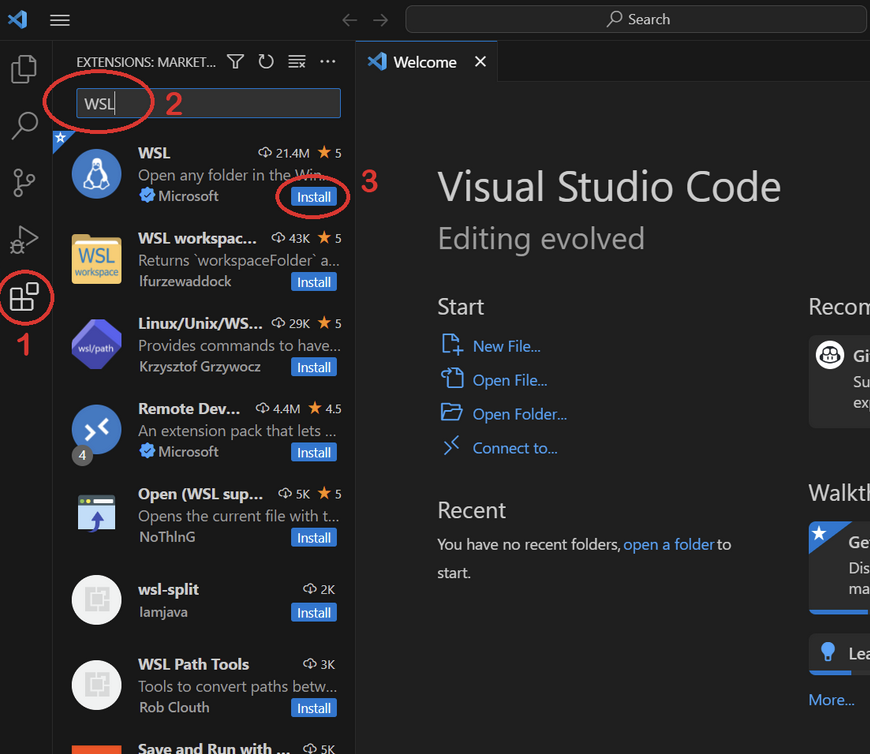 Search
EXTENSIONS: MARKET...
WSL
2
WSL 21.4M 5
Open any folder in the Win...
Microsoft Install
3
WSL workspac... 43K 5
Returns `workspaceFolder` a...
lfurzewaddock Install
WSL
workspace
Linux/Unix/WS... 29K 5
Provides commands to have...
Krzysztof Grzywocz Install
wsl/path
1
Remote Dev... 4.4M 4.5
An extension pack that lets ...
Microsoft Install
4
Open (WSL sup... 5K 5
Opens the current file with t...
NoThInG Install
wsl-split 2K
Iamjava Install
WSL Path Tools 3K
Tools to convert paths betw...
Rob Clouth Install
Save and Run with ... 5K
Welcome
Visual Studio Code
Editing evolved
Start
New File...
Open File...
Open Folder...
Connect to...
Recent
You have no recent folders, open a folder to
start.
Recom
Gi
Su
exp
Walkth
Ge
Dis
ma
Lea
More...